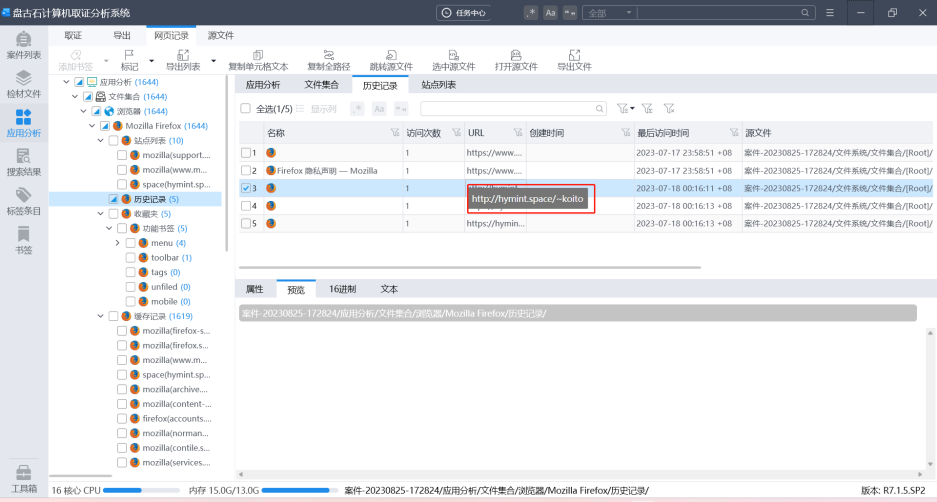 盘古石计算机取证分析系统
任务中心
.* Aa 全部
案件列表
检材文件
应用分析
搜索结果
标签条目
书签
工具箱
取证 导出 网页记录 源文件
添加书签 标记 导出列表 复制单元格文本 复制全路径 跳转源文件 选中源文件 打开源文件 导出文件
应用分析 (1644)
文件集合 (1644)
浏览器 (1644)
Mozilla Firefox (1644)
站点列表 (10)
mozilla(support....
mozilla(www.m...
space(hymint.sp...
历史记录 (5)
收藏夹 (5)
功能书签 (5)
menu (4)
toolbar (1)
tags (0)
unfiled (0)
mobile (0)
缓存记录 (1619)
mozilla(firefox-s...
mozilla(firefox.s...
mozilla(www.m...
space(hymint.sp...
mozilla(archive....
mozilla(content-...
firefox(accounts....
mozilla(norman...
mozilla(contile.s...
mozilla(services....
应用分析 文件集合 历史记录 站点列表
全选(1/5) 显示列 .* Aa
名称 访问次数 URL 创建时间 最后访问时间 源文件
1 1 https://www.... 2023-07-17 23:58:51 +08 案件-20230825-172824/文件系统/文件集合/[Root]/
2 Firefox 隐私声明 — Mozilla 1 https://www.... 2023-07-17 23:58:51 +08 案件-20230825-172824/文件系统/文件集合/[Root]/
3 1 2023-07-18 00:16:11 +08 案件-20230825-172824/文件系统/文件集合/[Root]/
http://hymint.space/~koito
4 1 2023-07-18 00:16:13 +08 案件-20230825-172824/文件系统/文件集合/[Root]/
5 1 https://hymin... 2023-07-18 00:16:13 +08 案件-20230825-172824/文件系统/文件集合/[Root]/
属性 预览 16进制 文本
案件-20230825-172824/应用分析/文件集合/浏览器/Mozilla Firefox/历史记录/
16 核心 CPU 内存 15.0G/13.0G 案件-20230825-172824/应用分析/文件集合/浏览器/Mozilla Firefox/历史记录/ 版本: R7.1.5.SP2